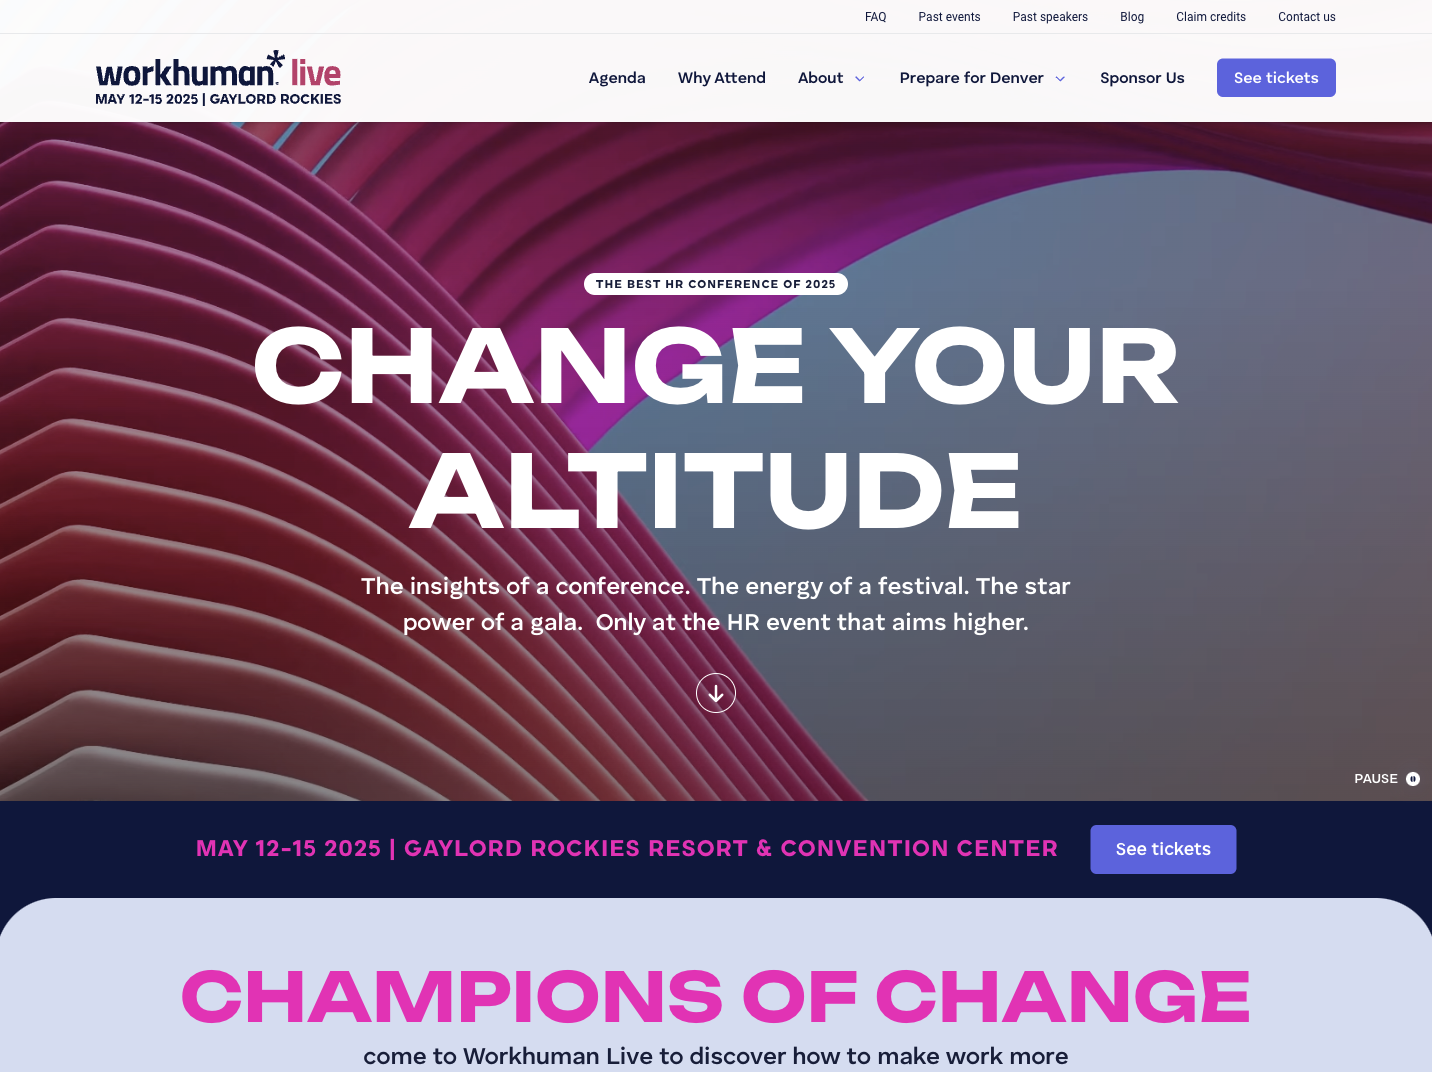 FAQ Past events Past speakers Blog Claim credits Contact us
workhuman* live
MAY 12-15 2025 | GAYLORD ROCKIES
Agenda Why Attend About Prepare for Denver Sponsor Us See tickets
THE BEST HR CONFERENCE OF 2025
CHANGE YOUR
ALTITUDE
The insights of a conference. The energy of a festival. The star
power of a gala.  Only at the HR event that aims higher.
PAUSE
MAY 12-15 2025 | GAYLORD ROCKIES RESORT & CONVENTION CENTER See tickets
CHAMPIONS OF CHANGE
come to Workhuman Live to discover how to make work more